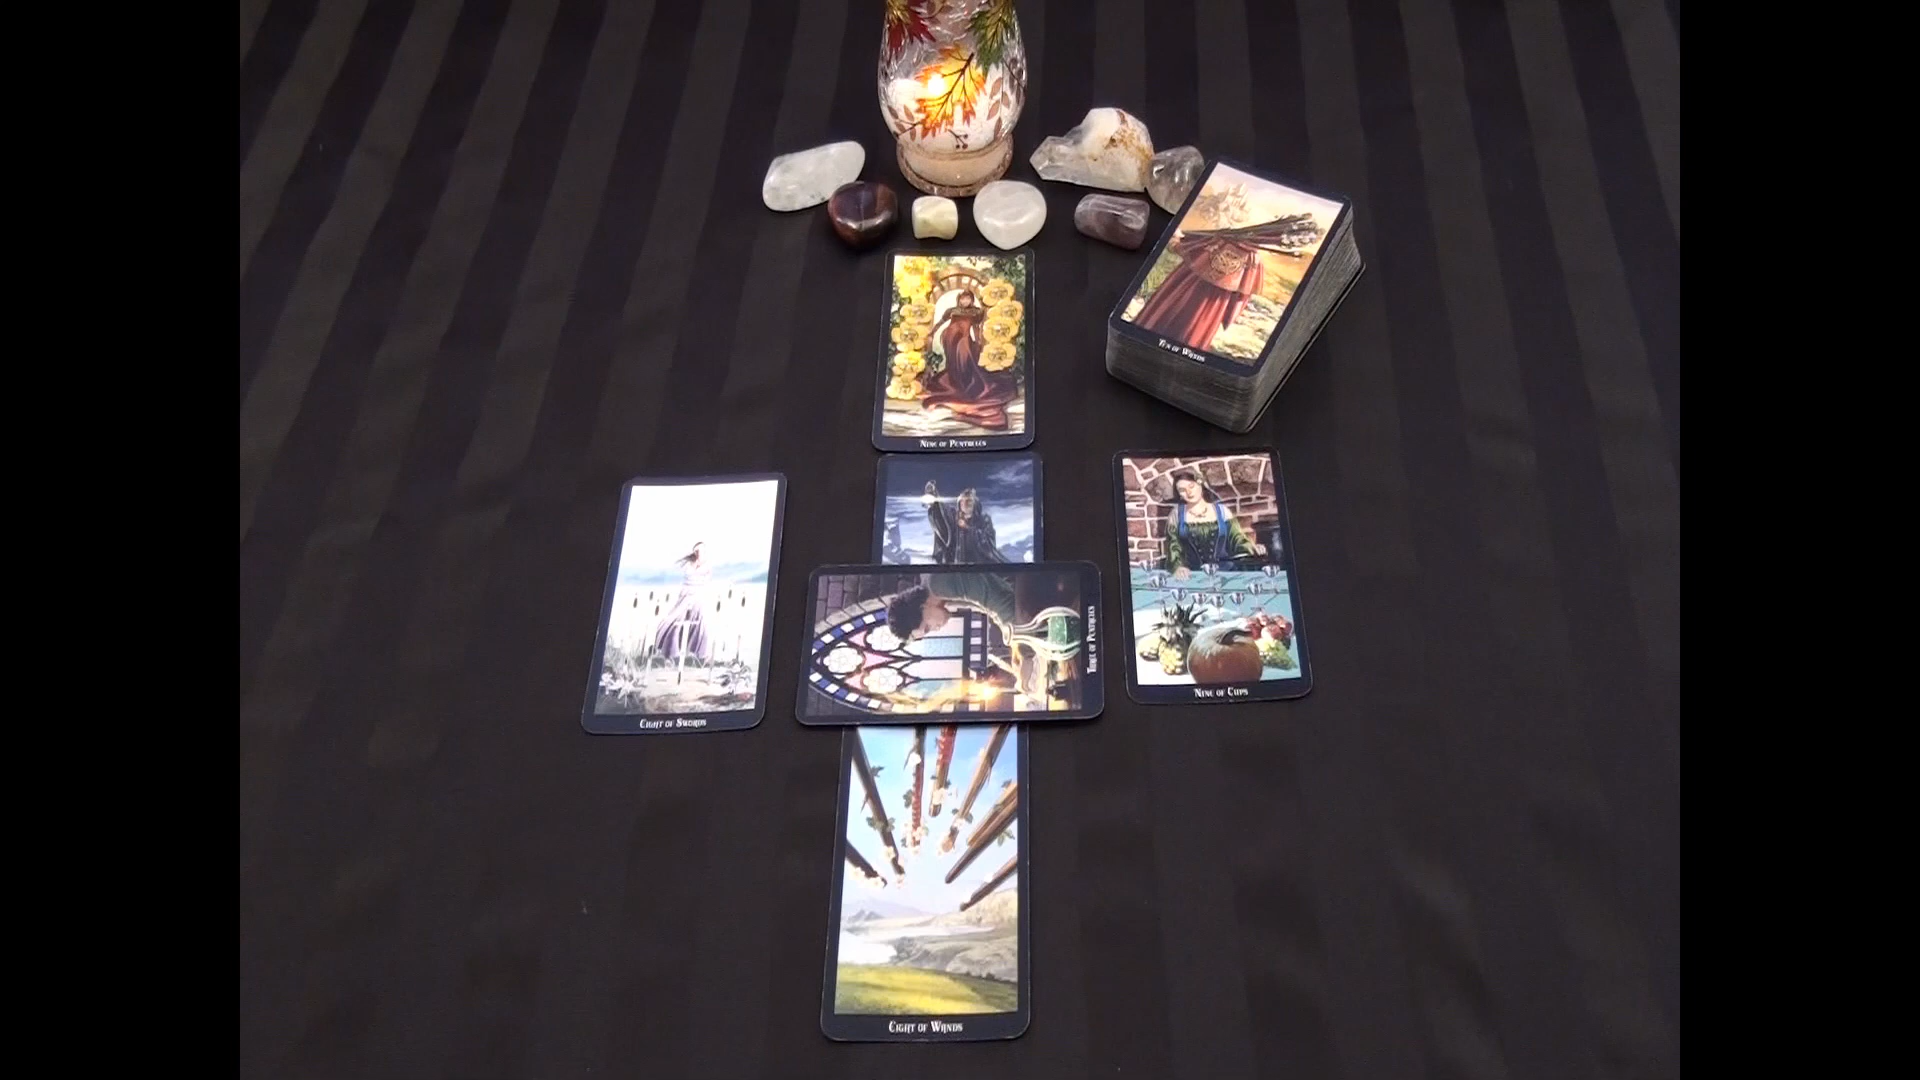 Ten of Wands
Nine of Pentacles
Eight of Swords
Three of Pentacles
Nine of Cups
Eight of Wands